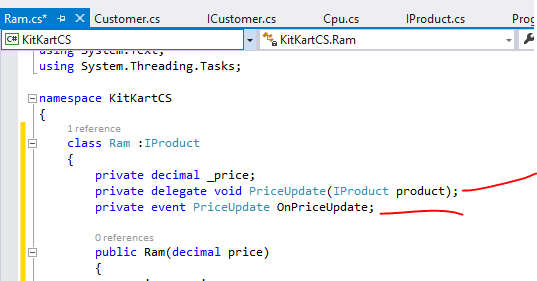 Ram.cs* Customer.cs ICustomer.cs Cpu.cs IProduct.cs Prog
C# KitKartCS KitKartCS.Ram
using System.Text;
using System.Threading.Tasks;
namespace KitKartCS
{
1 reference
class Ram :IProduct
{
private decimal _price;
private delegate void PriceUpdate(IProduct product);
private event PriceUpdate OnPriceUpdate;
0 references
public Ram(decimal price)
{